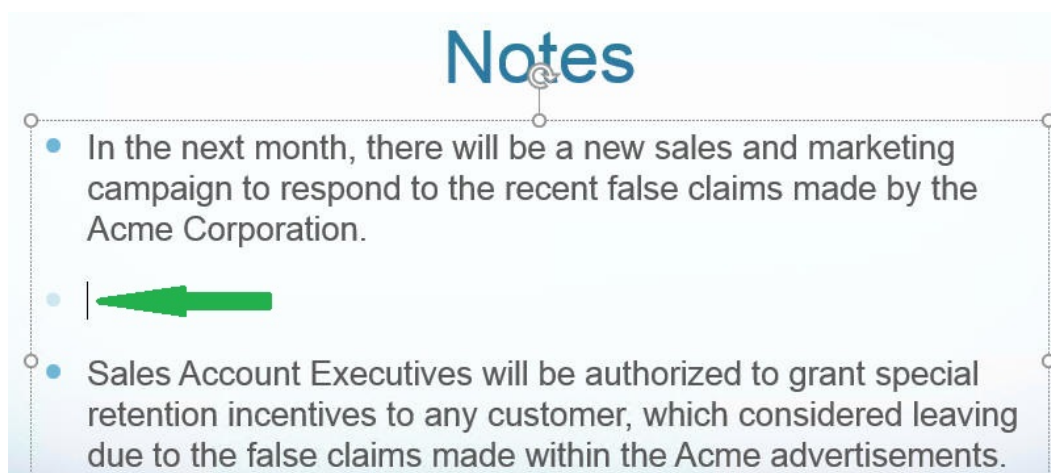 Notes
• In the next month, there will be a new sales and marketing
campaign to respond to the recent false claims made by the
Acme Corporation.
•
• Sales Account Executives will be authorized to grant special
retention incentives to any customer, which considered leaving
due to the false claims made within the Acme advertisements.